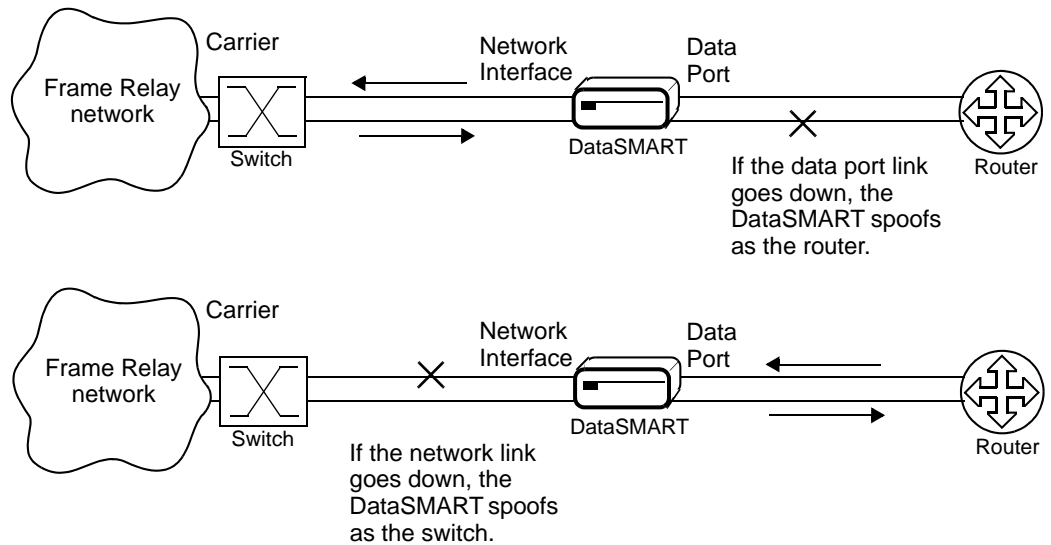 Carrier
Frame Relay
network
Switch
Network
Interface
Data
Port
DataSMART
Router
If the data port link
goes down, the
DataSMART spoofs
as the router.
Carrier
Frame Relay
network
Switch
Network
Interface
Data
Port
DataSMART
Router
If the network link
goes down, the
DataSMART spoofs
as the switch.